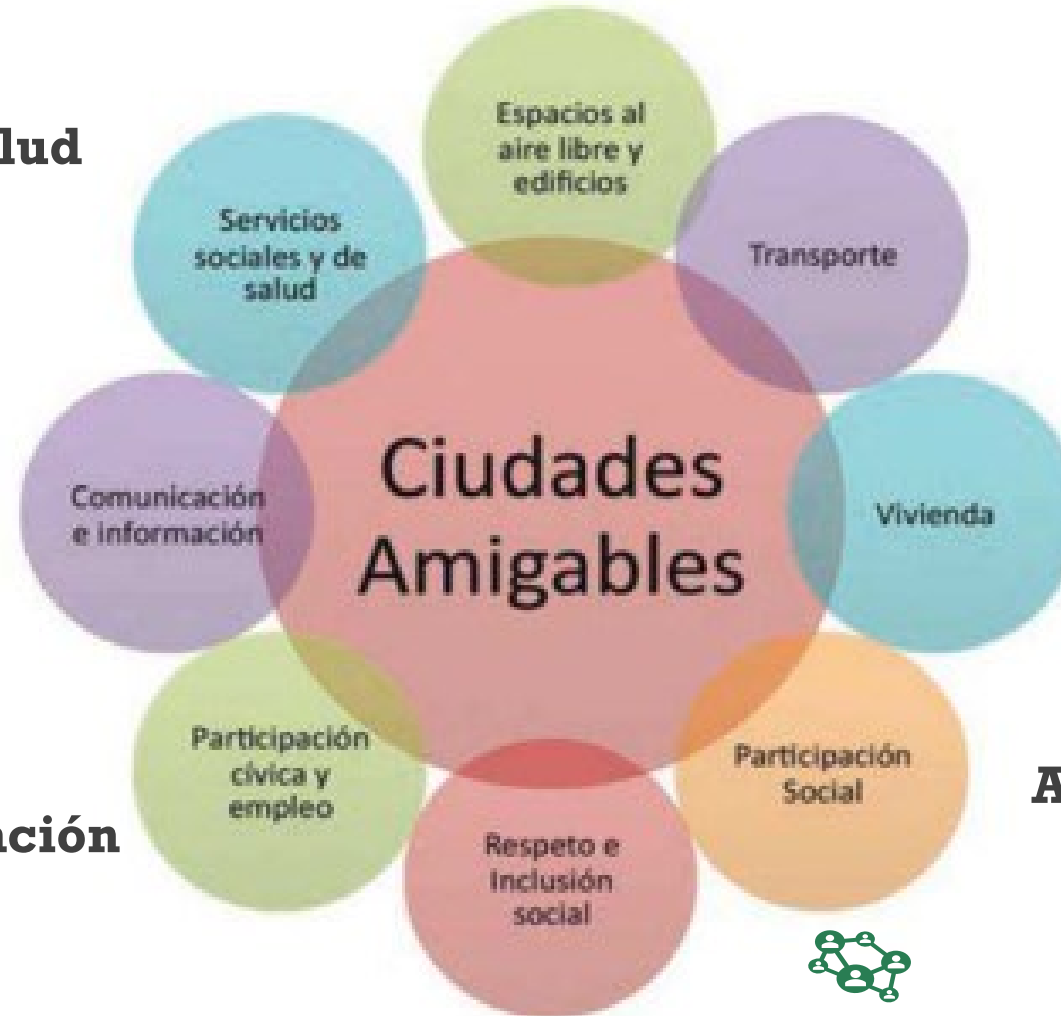 Espacios al
aire libre y
edificios
Transporte
Vivienda
Participación
Social
Respeto e
Inclusión
social
Participación
cívica y
empleo
Comunicación
e información
Servicios
sociales y de
salud
Ciudades
Amigables
lud
ación
A